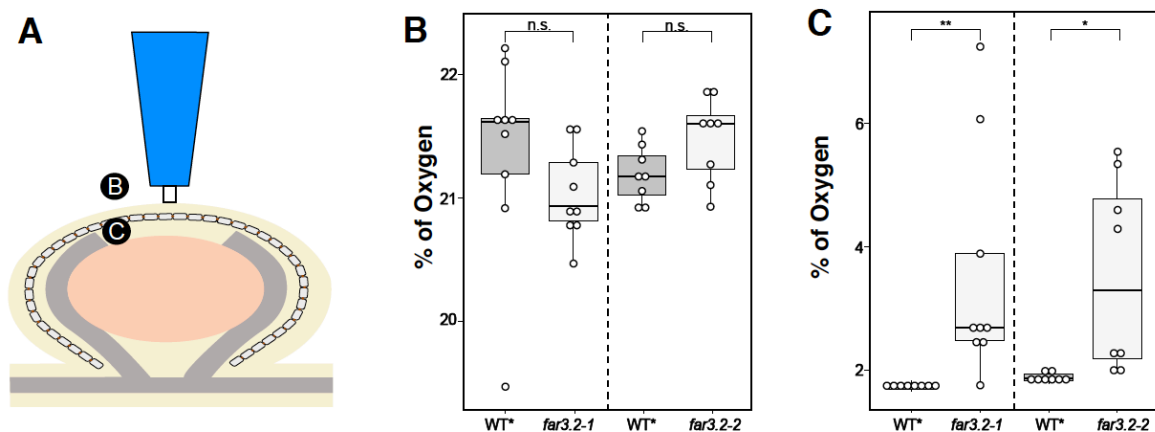 A
B
C
B
% of Oxygen
22
21
20
n.s.
n.s.
WT*
far3.2-1
WT*
far3.2-2
C
% of Oxygen
6
4
2
**
*
WT*
far3.2-1
WT*
far3.2-2